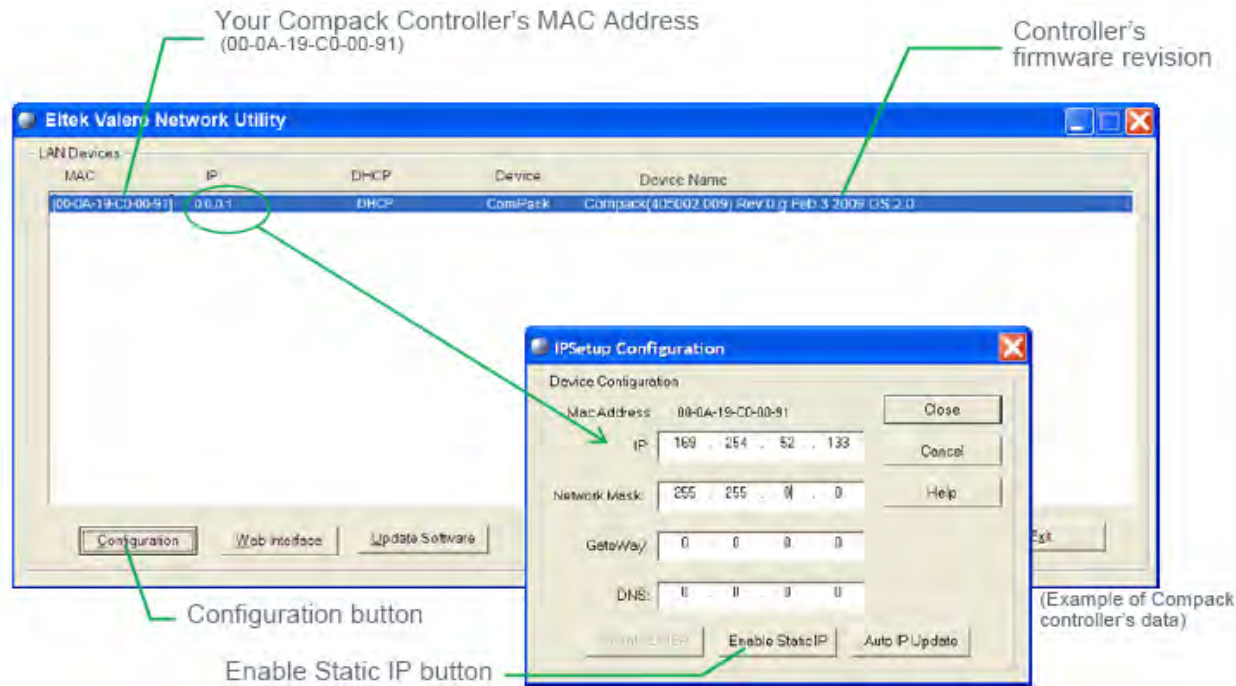 Your Compack Controller's MAC Address
(00-0A-19-C0-00-91)
Controller's
firmware revision
Eltek Valere Network Utility
LAN Devices
MAC IP DHCP Device Device Name
[00-0A-19-C0-00-91] 0.0.0.1 DHCP ComPack Compack(405002.009) Rev 0.g Feb 3 2009 OS 2.0
IPSetup Configuration
Device Configuration
Mac Address 00-0A-19-C0-00-91 Close
IP: 169 . 254 . 52 . 133 Cancel
Network Mask: 255 . 255 . 0 . 0 Help
Configuration Web Interface Update Software Exit
GateWay: 0 . 0 . 0 . 0
DNS: 0 . 0 . 0 . 0
Enable Static IP Auto IP Update
Configuration button
(Example of Compack
controller's data)
Enable Static IP button